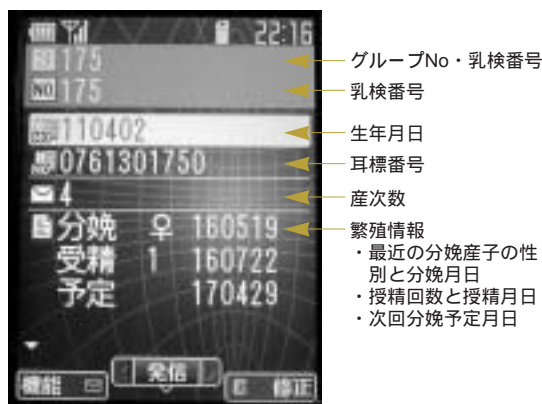 22:16
175
NO 175
110402
0761301750
4
分娩 ♀ 160519
受精 1 160722
予定 170429
機能
発信
修正
グループNo・乳検番号
乳検番号
生年月日
耳標番号
産次数
繁殖情報
・最近の分娩産子の性
別と分娩月日
・授精回数と授精月日
・次回分娩予定月日